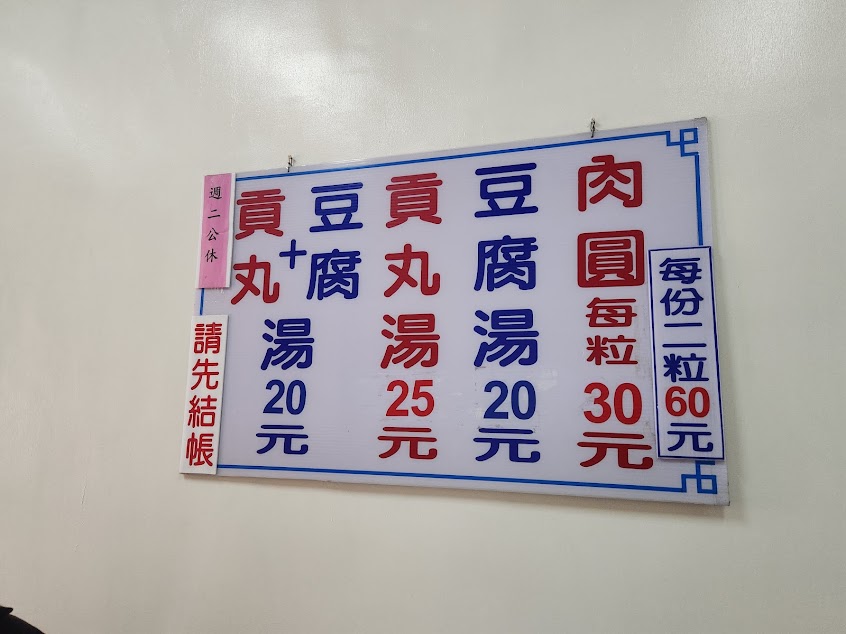 每份二粒60元
肉圓每粒30元
豆腐湯20元
貢丸湯25元
豆腐+貢丸湯20元
週二公休
請先結帳